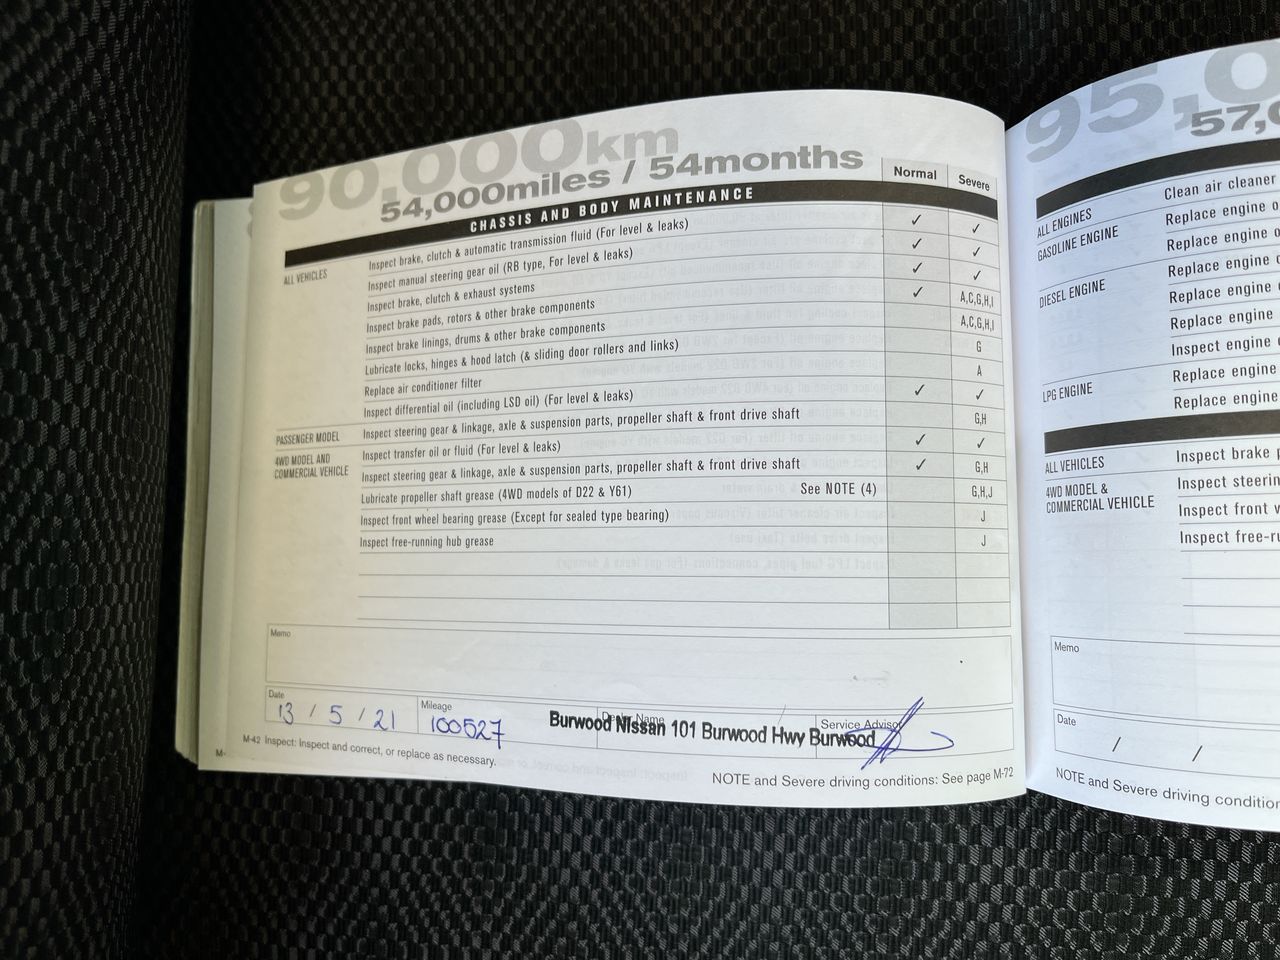 90,000km
54,000miles / 54months
Normal
Severe
CHASSIS AND BODY MAINTENANCE
ALL VEHICLES
Inspect brake, clutch & automatic transmission fluid (For level & leaks) ✓ ✓
Inspect manual steering gear oil (RB type, For level & leaks) ✓ ✓
Inspect brake, clutch & exhaust systems ✓ ✓
Inspect brake pads, rotors & other brake components ✓ A,C,G,H,I
Inspect brake linings, drums & other brake components A,C,G,H,I
Lubricate locks, hinges & hood latch (& sliding door rollers and links) G
Replace air conditioner filter A
Inspect differential oil (including LSD oil) (For level & leaks) ✓ ✓
PASSENGER MODEL
Inspect steering gear & linkage, axle & suspension parts, propeller shaft & front drive shaft G,H
4WD MODEL AND
COMMERCIAL VEHICLE
Inspect transfer oil or fluid (For level & leaks) ✓ ✓
Inspect steering gear & linkage, axle & suspension parts, propeller shaft & front drive shaft ✓ G,H
Lubricate propeller shaft grease (4WD models of D22 & Y61) See NOTE (4) G,H,J
Inspect front wheel bearing grease (Except for sealed type bearing) J
Inspect free-running hub grease J
Memo
Date
13 / 5 / 21
Mileage
100527
Service Advisor
Burwood NIssan 101 Burwood Hwy Burwood
M-42 Inspect: Inspect and correct, or replace as necessary.
NOTE and Severe driving conditions: See page M-72
M-
95,0
57,0
ALL ENGINES
Clean air cleaner
GASOLINE ENGINE
Replace engine o
Replace engine o
DIESEL ENGINE
Replace engine o
Replace engine o
Replace engine
Inspect engine
LPG ENGINE
Replace engine
Replace engine
ALL VEHICLES
Inspect brake p
4WD MODEL &
COMMERCIAL VEHICLE
Inspect steerin
Inspect front w
Inspect free-ru
Memo
Date
/ /
NOTE and Severe driving condition